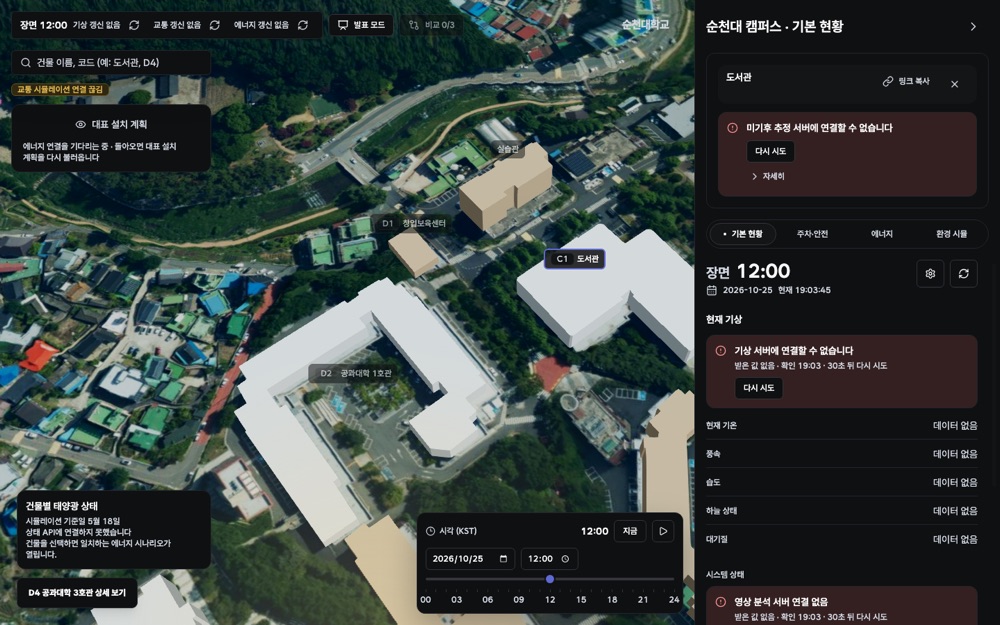 장면 12:00 기상 갱신 없음 교통 갱신 없음 에너지 갱신 없음 발표 모드 비교 0/3
순천대학교
건물 이름, 코드 (예: 도서관, D4)
교통 시뮬레이션 연결 끊김
대표 설치 계획
에너지 연결을 기다리는 중 · 돌아오면 대표 설치
계획을 다시 불러옵니다
실습관
D1 창업보육센터
C1 도서관
D2 공과대학 1호관
건물별 태양광 상태
시뮬레이션 기준일 5월 18일
상태 API에 연결하지 못했습니다
건물을 선택하면 일치하는 에너지 시나리오가
열립니다.
D4 공과대학 3호관 상세 보기
시각 (KST) 12:00 지금
2026/10/25 12:00
00 03 06 09 12 15 18 21 24
순천대 캠퍼스 · 기본 현황
도서관 링크 복사
미기후 추정 서버에 연결할 수 없습니다
다시 시도
자세히
기본 현황 주차·안전 에너지 환경 시뮬
장면 12:00
2026-10-25 현재 19:03:45
현재 기상
기상 서버에 연결할 수 없습니다
받은 값 없음 · 확인 19:03 · 30초 뒤 다시 시도
다시 시도
현재 기온 데이터 없음
풍속 데이터 없음
습도 데이터 없음
하늘 상태 데이터 없음
대기질 데이터 없음
시스템 상태
영상 분석 서버 연결 없음
받은 값 없음 · 확인 19:03 · 30초 뒤 다시 시도